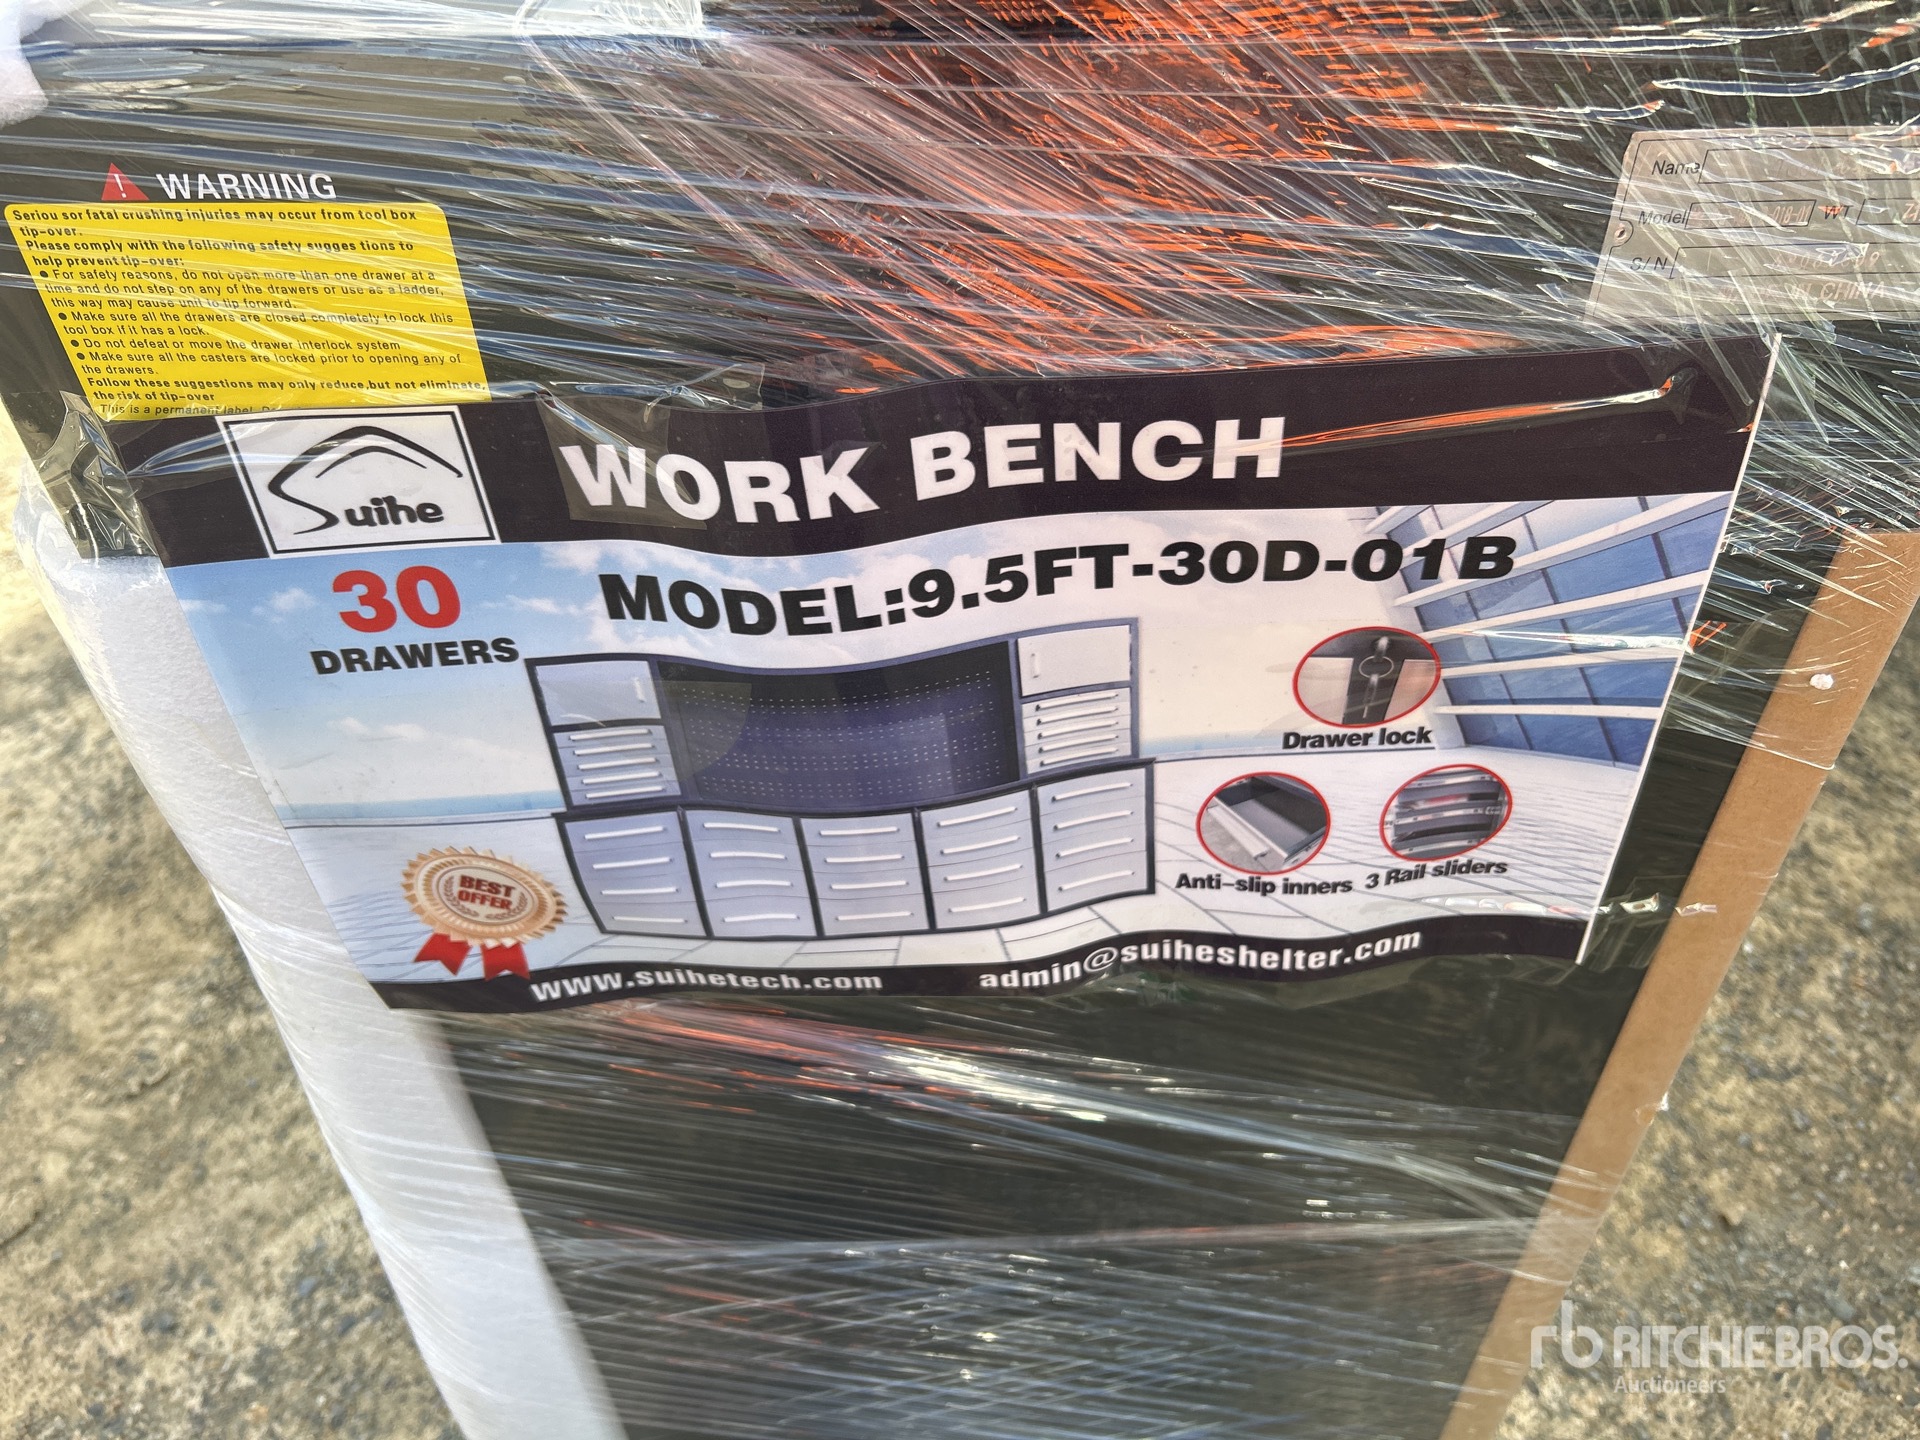 WARNING
Seriou sor fatal crushing injuries may occur from tool box
tip-over.
Please comply with the following safety sugges tions to
help prevent tip-over:
● For safety reasons, do not open more than one drawer at a
time and do not step on any of the drawers or use as a ladder,
this way may cause unit to tip forward.
● Make sure all the drawers are closed completely to lock this
tool box if it has a lock.
● Do not defeat or move the drawer interlock system
● Make sure all the casters are locked prior to opening any of
the drawers.
Follow these suggestions may only reduce,but not eliminate,
the risk of tip-over
This is a permanent label.
Name
Model WT
S/N
CHINA
Suihe
WORK BENCH
30
DRAWERS
MODEL:9.5FT-30D-01B
Drawer lock
Anti-slip inners
3 Rail sliders
BEST
OFFER
www.suihetech.com
admin@suiheshelter.com
rb RITCHIE BROS.
Auctioneers